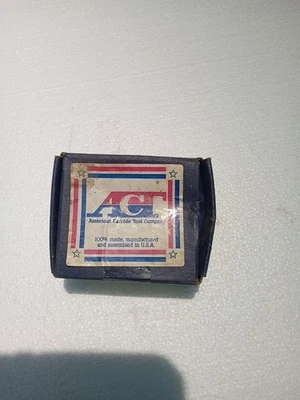 ACT
American Carbide Tool Company
100% made, manufactured
and assembled in U.S.A.